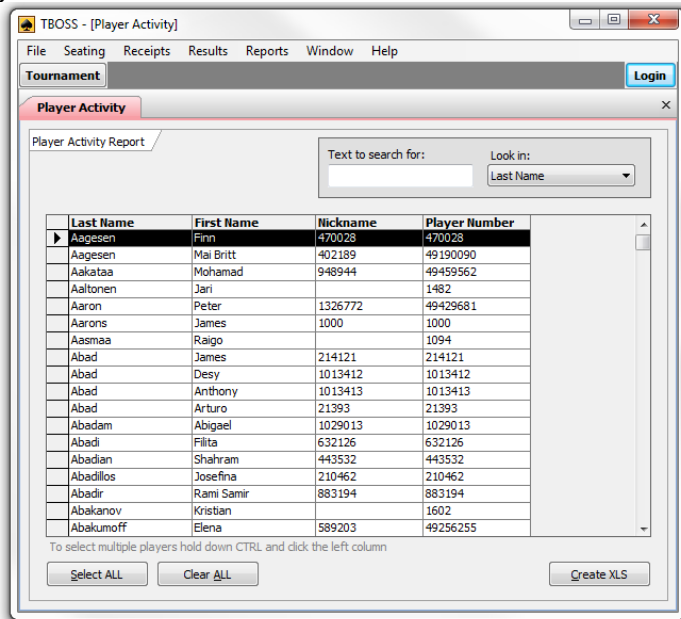 TBOSS - [Player Activity]
File Seating Receipts Results Reports Window Help
Tournament Login
Player Activity
Player Activity Report
Text to search for: Look in:
Last Name
Last Name First Name Nickname Player Number
Aagesen Finn 470028 470028
Aagesen Mai Britt 402189 49190090
Aakataa Mohamad 948944 49459562
Aaltonen Jari 1482
Aaron Peter 1326772 49429681
Aarons James 1000 1000
Aasmaa Raigo 1094
Abad James 214121 214121
Abad Desy 1013412 1013412
Abad Anthony 1013413 1013413
Abad Arturo 21393 21393
Abadam Abigael 1029013 1029013
Abadi Filita 632126 632126
Abadian Shahram 443532 443532
Abadillos Josefina 210462 210462
Abadir Rami Samir 883194 883194
Abakanov Kristian 1602
Abakumoff Elena 589203 49256255
To select multiple players hold down CTRL and click the left column
Select ALL Clear ALL Create XLS